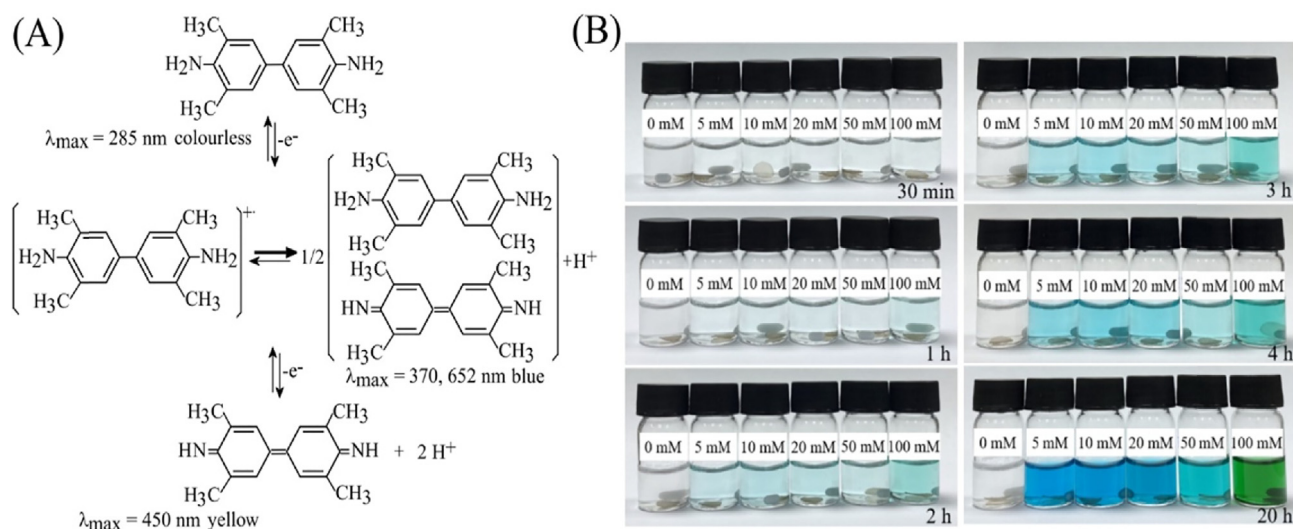 (A)
CH3
H3C
H2N
NH2
H3C
CH3
λmax = 285 nm colourless
-e-
H3C
CH3
H2N
NH2
H3C
CH3
+.
1/2
H3C
CH3
H2N
NH2
H3C
CH3
H3C
CH3
HN
NH
H3C
CH3
+H+
λmax = 370, 652 nm blue
-e-
H3C
CH3
HN
NH
H3C
CH3
+ 2 H+
λmax = 450 nm yellow
(B)
0 mM 5 mM 10 mM 20 mM 50 mM 100 mM
30 min
0 mM 5 mM 10 mM 20 mM 50 mM 100 mM
3 h
0 mM 5 mM 10 mM 20 mM 50 mM 100 mM
1 h
0 mM 5 mM 10 mM 20 mM 50 mM 100 mM
4 h
0 mM 5 mM 10 mM 20 mM 50 mM 100 mM
2 h
0 mM 5 mM 10 mM 20 mM 50 mM 100 mM
20 h